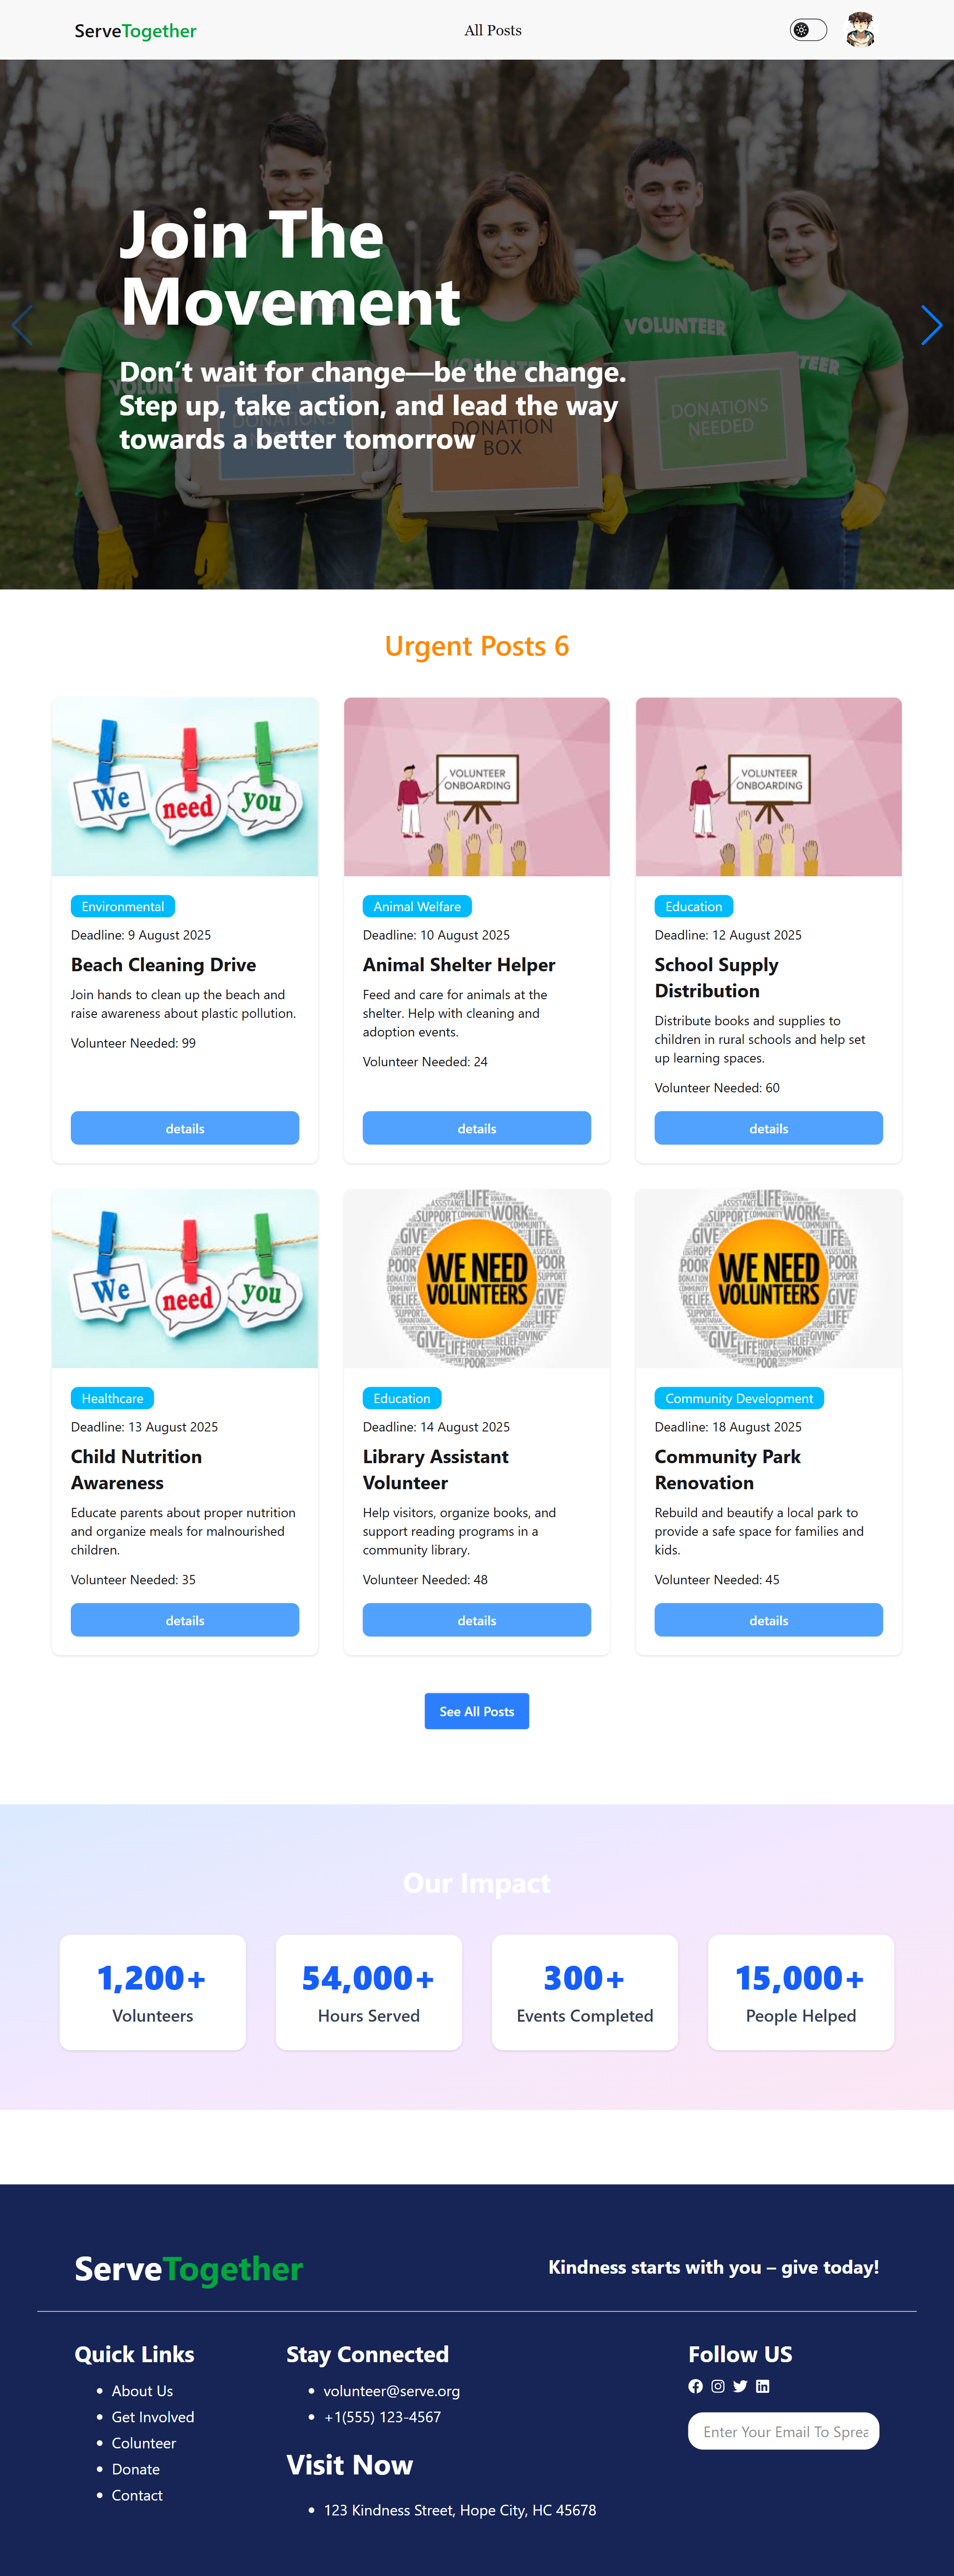 ServeTogether
All Posts
Join The
Movement
Don't wait for change—be the change.
Step up, take action, and lead the way
towards a better tomorrow
VOLUNTEER
DONATION
BOX
DONATIONS
NEEDED
Urgent Posts 6
We need you
VOLUNTEER
ONBOARDING
VOLUNTEER
ONBOARDING
Environmental
Deadline: 9 August 2025
Beach Cleaning Drive
Join hands to clean up the beach and
raise awareness about plastic pollution.
Volunteer Needed: 99
details
Animal Welfare
Deadline: 10 August 2025
Animal Shelter Helper
Feed and care for animals at the
shelter. Help with cleaning and
adoption events.
Volunteer Needed: 24
details
Education
Deadline: 12 August 2025
School Supply
Distribution
Distribute books and supplies to
children in rural schools and help set
up learning spaces.
Volunteer Needed: 60
details
We need you
WE NEED
VOLUNTEERS
WE NEED
VOLUNTEERS
Healthcare
Deadline: 13 August 2025
Child Nutrition
Awareness
Educate parents about proper nutrition
and organize meals for malnourished
children.
Volunteer Needed: 35
details
Education
Deadline: 14 August 2025
Library Assistant
Volunteer
Help visitors, organize books, and
support reading programs in a
community library.
Volunteer Needed: 48
details
Community Development
Deadline: 18 August 2025
Community Park
Renovation
Rebuild and beautify a local park to
provide a safe space for families and
kids.
Volunteer Needed: 45
details
See All Posts
Our Impact
1,200+
Volunteers
54,000+
Hours Served
300+
Events Completed
15,000+
People Helped
ServeTogether
Kindness starts with you – give today!
Quick Links
About Us
Get Involved
Colunteer
Donate
Contact
Stay Connected
volunteer@serve.org
+1(555) 123-4567
Visit Now
123 Kindness Street, Hope City, HC 45678
Follow US
Enter Your Email To Sprea